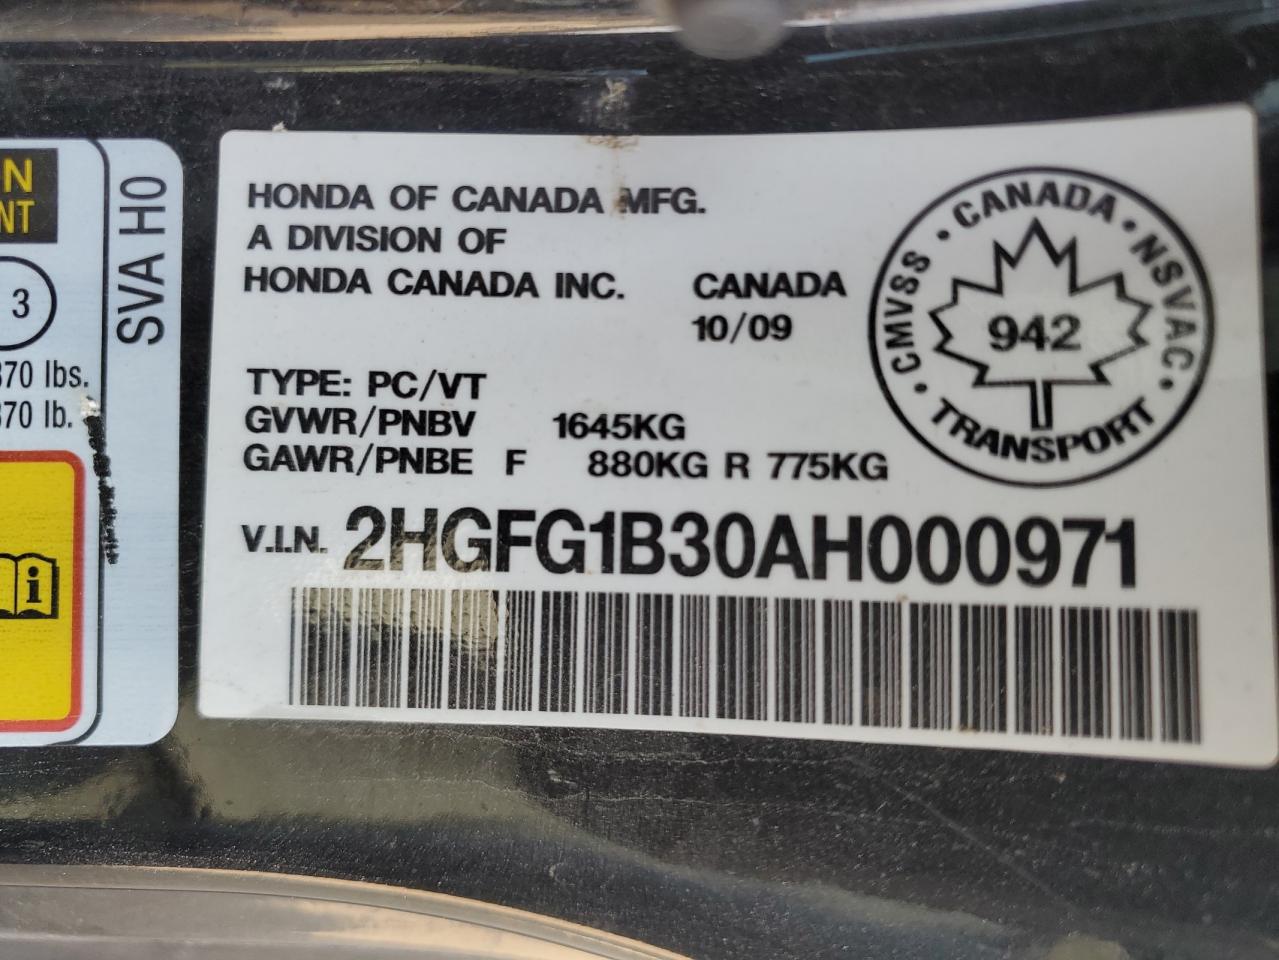 N
NT
3
370 lbs.
370 lb.
SVA H0
i
HONDA OF CANADA MFG.
A DIVISION OF
HONDA CANADA INC. CANADA
10/09
TYPE: PC/VT
GVWR/PNBV 1645KG
GAWR/PNBE F 880KG R 775KG
V.I.N. 2HGFG1B30AH000971
CMVSS • CANADA • NSVAC •
942
TRANSPORT •